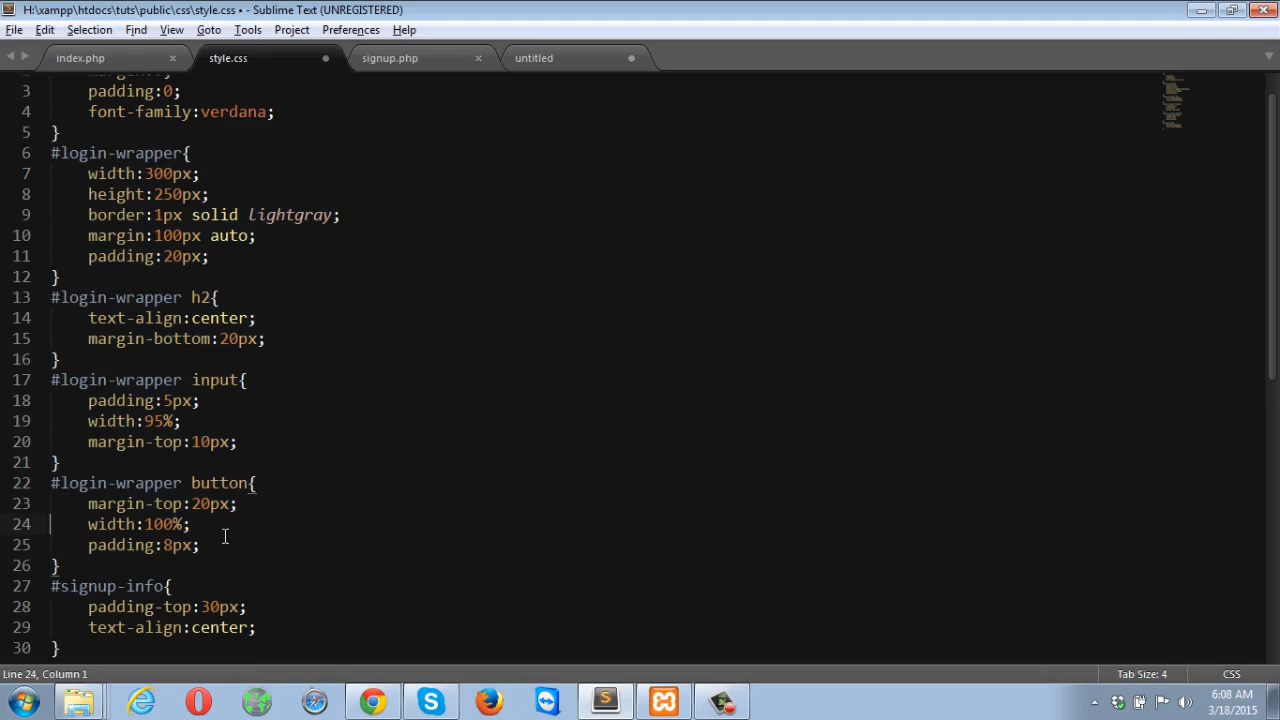 H:\xampp\htdocs\tuts\public\css\style.css • - Sublime Text (UNREGISTERED)
File Edit Selection Find View Goto Tools Project Preferences Help
index.php × style.css signup.php × untitled
3 padding:0;
4 font-family:verdana;
5 }
6 #login-wrapper{
7 width:300px;
8 height:250px;
9 border:1px solid lightgray;
10 margin:100px auto;
11 padding:20px;
12 }
13 #login-wrapper h2{
14 text-align:center;
15 margin-bottom:20px;
16 }
17 #login-wrapper input{
18 padding:5px;
19 width:95%;
20 margin-top:10px;
21 }
22 #login-wrapper button{
23 margin-top:20px;
24 width:100%;
25 padding:8px;
26 }
27 #signup-info{
28 padding-top:30px;
29 text-align:center;
30 }
Line 24, Column 1 Tab Size: 4 CSS
6:08 AM
3/18/2015